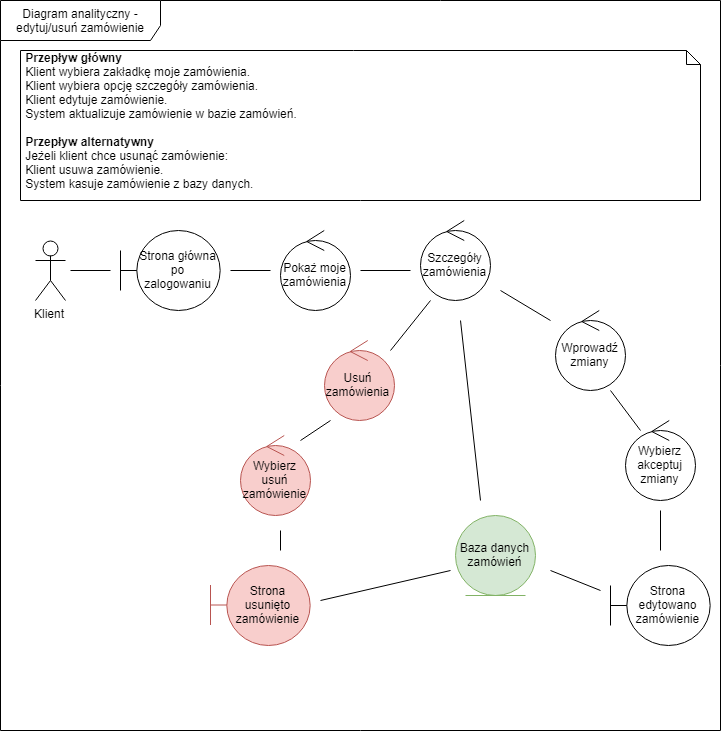 Diagram analityczny -
edytuj/usuń zamówienie
Przepływ główny
Klient wybiera zakładkę moje zamówienia.
Klient wybiera opcję szczegóły zamówienia.
Klient edytuje zamówienie.
System aktualizuje zamówienie w bazie zamówień.
Przepływ alternatywny
Jeżeli klient chce usunąć zamówienie:
Klient usuwa zamówienie.
System kasuje zamówienie z bazy danych.
Klient
Strona główna
po
zalogowaniu
Pokaż moje
zamówienia
Szczegóły
zamówienia
Wprowadź
zmiany
Usuń
zamówienia
Wybierz
akceptuj
zmiany
Wybierz
usuń
zamówienie
Baza danych
zamówień
Strona
usunięto
zamówienie
Strona
edytowano
zamówienie